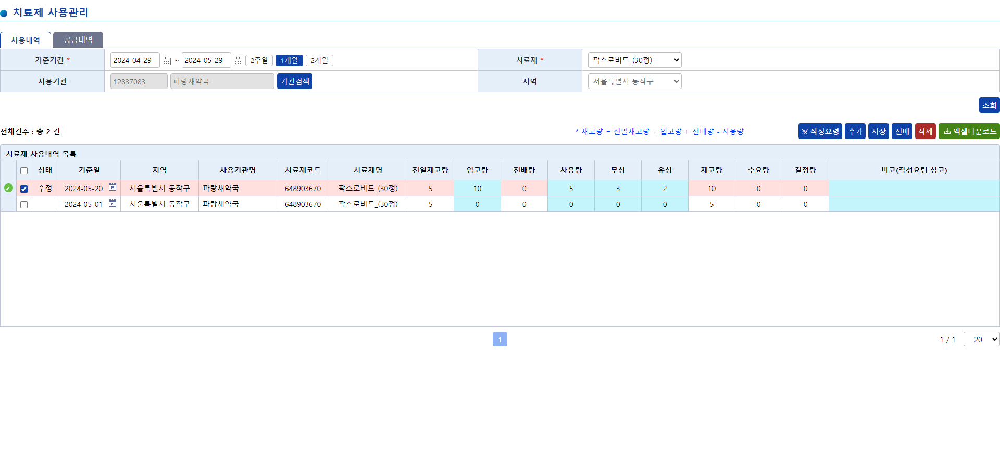 치료제 사용관리
사용내역 공급내역
기준기간 * 2024-04-29 ~ 2024-05-29 2주일 1개월 2개월 치료제 * 팍스로비드_(30정)
사용기관 12837083 파랑새약국 기관검색 지역 서울특별시 동작구
조회
전체건수 : 총 2 건 * 재고량 = 전일재고량 + 입고량 + 전배량 - 사용량 ※ 작성요령 추가 저장 전배 삭제 엑셀다운로드
치료제 사용내역 목록
상태 기준일 지역 사용기관명 치료제코드 치료제명 전일재고량 입고량 전배량 사용량 무상 유상 재고량 수요량 결정량 비고(작성요령 참고)
수정 2024-05-20 15 서울특별시 동작구 파랑새약국 648903670 팍스로비드_(30정) 5 10 0 5 3 2 10 0 0
2024-05-01 15 서울특별시 동작구 파랑새약국 648903670 팍스로비드_(30정) 5 0 0 0 0 0 5 0 0
1 1 / 1 20